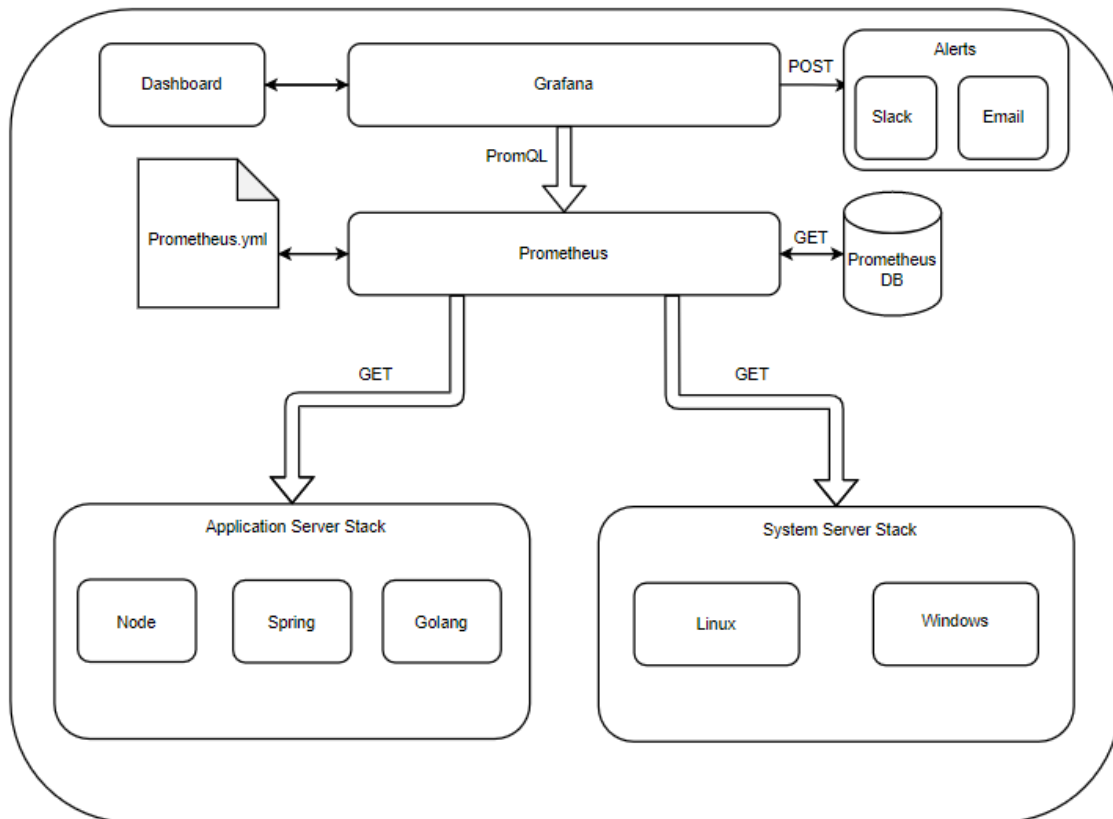 Dashboard
Grafana
POST
Alerts
Slack
Email
PromQL
Prometheus.yml
Prometheus
GET
Prometheus
DB
GET
GET
Application Server Stack
Node
Spring
Golang
System Server Stack
Linux
Windows